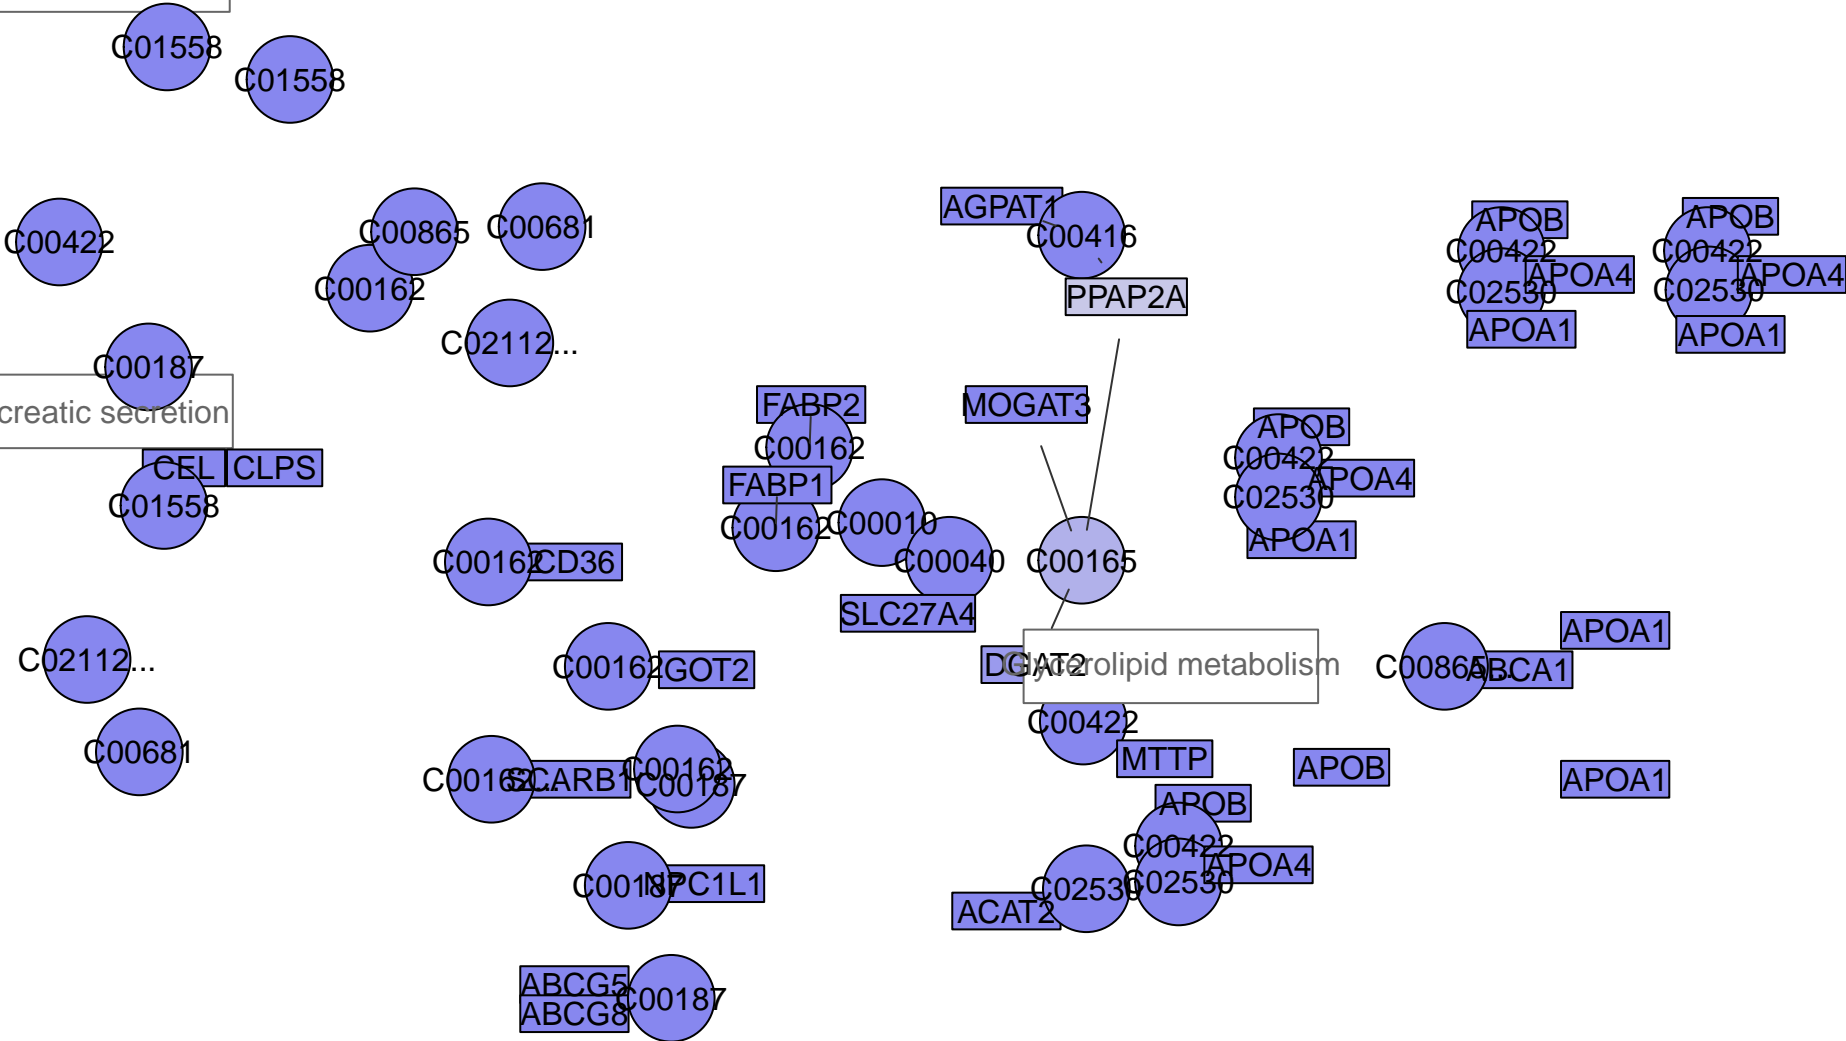 C01558
C01558
C00422
C00865
C00681
C00162
C02112...
C00187
creatic secretion
CEL
CLPS
C01558
C02112...
C00681
AGPAT1
C00416
PPAP2A
APOB
C00422
APOA4
C02530
APOA1
APOB
C00422
APOA4
C02530
APOA1
FABP2
C00162
FABP1
C00162
C00010
C00040
SLC27A4
MOGAT3
C00165
APOB
C00422
APOA4
C02530
APOA1
C00162
CD36
C00162
GOT2
DGAT2
Glycerolipid metabolism
C00422
MTTP
APOB
C00865...
ABCA1
APOA1
APOA1
C00162...
SCARB1
C00162
C00187
APOB
C00422
APOA4
C02530
C02530
ACAT2
C00187
NPC1L1
ABCG5
ABCG8
C00187